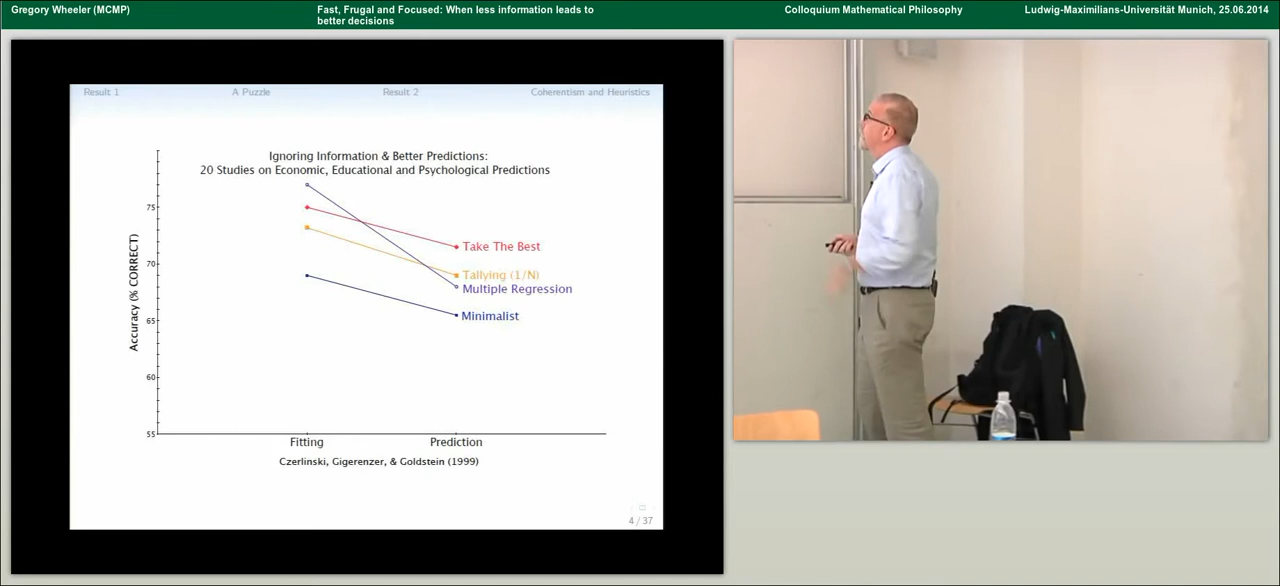 Gregory Wheeler (MCMP)
Fast, Frugal and Focused: When less information leads to
better decisions
Colloquium Mathematical Philosophy
Ludwig-Maximilians-Universität Munich, 25.06.2014
Result 1
A Puzzle
Result 2
Coherentism and Heuristics
Ignoring Information & Better Predictions:
20 Studies on Economic, Educational and Psychological Predictions
Accuracy (% CORRECT)
75
70
65
60
55
Take The Best
Tallying (1/N)
Multiple Regression
Minimalist
Fitting
Prediction
Czerlinski, Gigerenzer, & Goldstein (1999)
4 / 37